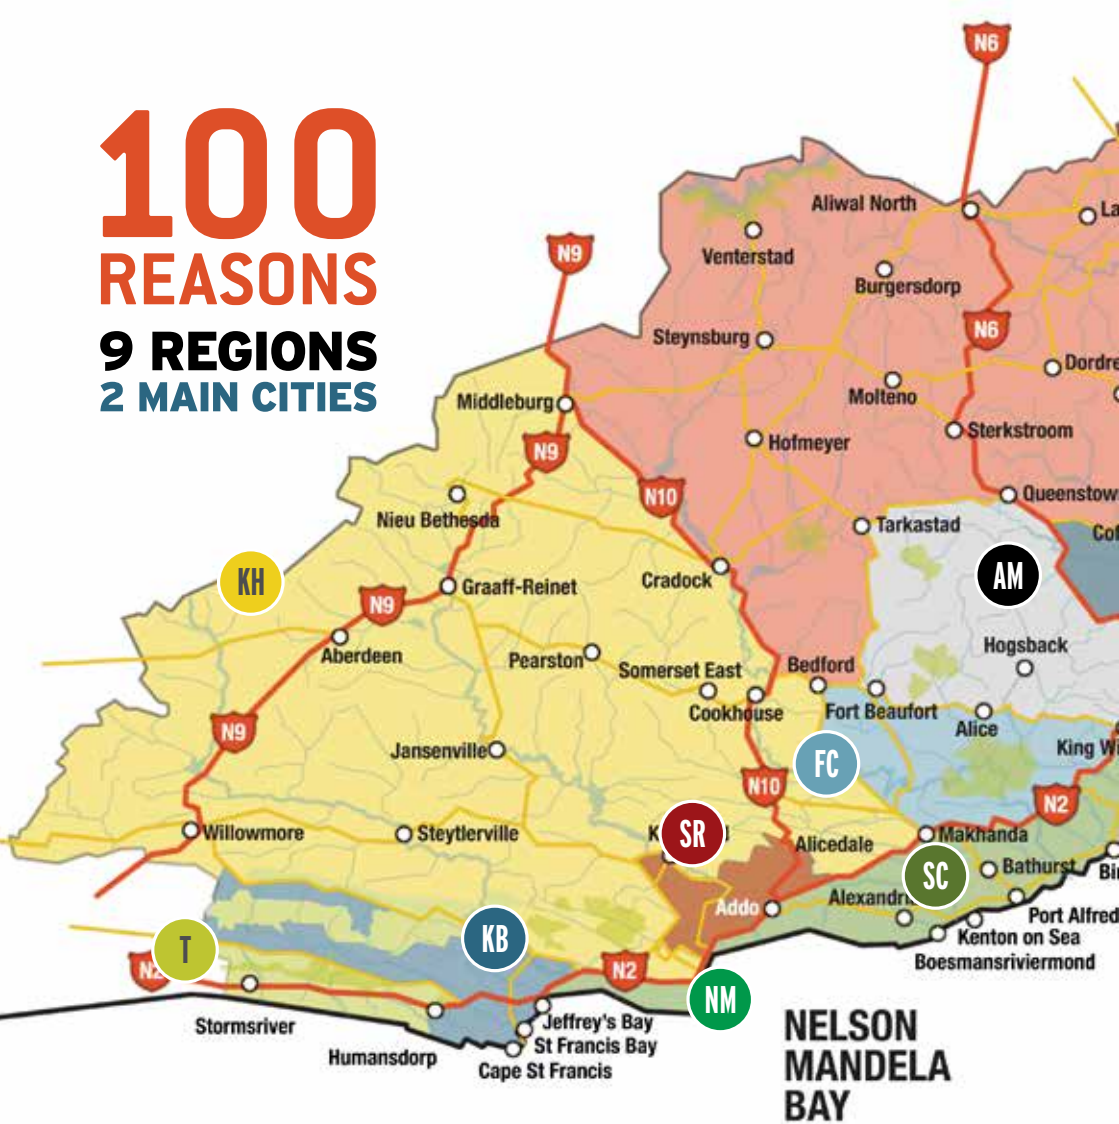 100
REASONS
9 REGIONS
2 MAIN CITIES
N6
Aliwal North
Venterstad
N9
Burgersdorp
Steynsburg
N6
Dordre
Molteno
Middleburg
Sterkstroom
Hofmeyer
N9
N10
Queenstow
Nieu Bethesda
Tarkastad
KH
AM
Cradock
Graaff-Reinet
N9
Hogsback
Aberdeen
Pearston
Somerset East
Bedford
Cookhouse
Fort Beaufort
Alice
N9
Jansenville
FC
King W
N10
N2
Willowmore
Steytlerville
SR
Makhanda
Alicedale
SC
Bathurst
Alexandri
Addo
Port Alfred
T
KB
Kenton on Sea
Boesmansriviermond
N2
N2
NM
Stormsriver
Jeffrey's Bay
St Francis Bay
Humansdorp
Cape St Francis
NELSON
MANDELA
BAY